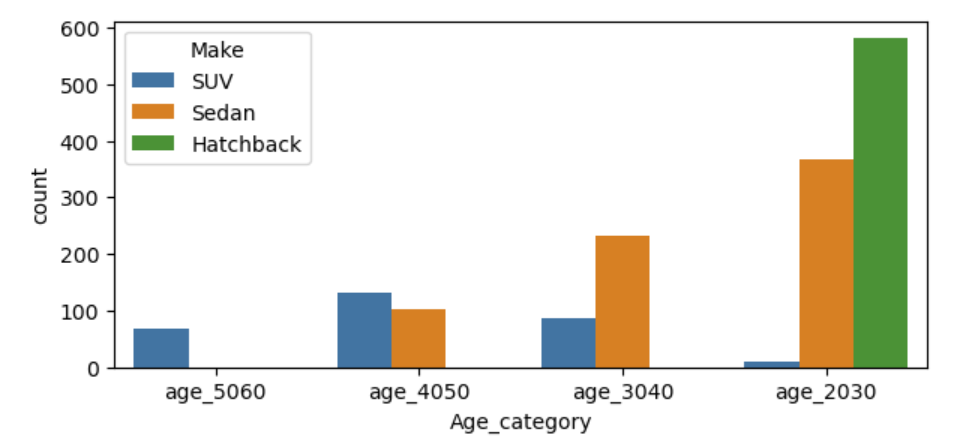 600
500
400
300
200
100
0
count
Make
SUV
Sedan
Hatchback
age_5060
age_4050
age_3040
age_2030
Age_category